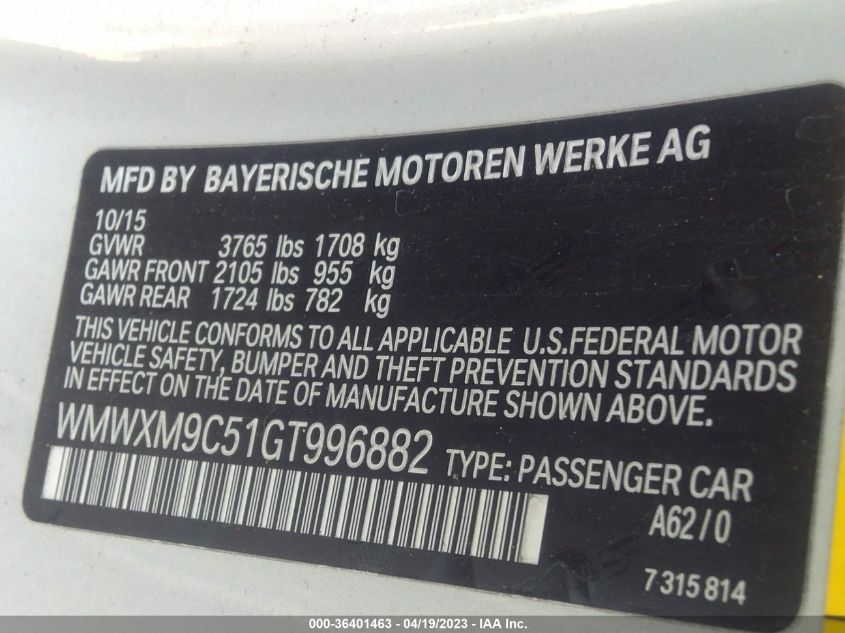 MFD BY BAYERISCHE MOTOREN WERKE AG
10/15
GVWR 3765 lbs 1708 kg
GAWR FRONT 2105 lbs 955 kg
GAWR REAR 1724 lbs 782 kg
THIS VEHICLE CONFORMS TO ALL APPLICABLE U.S.FEDERAL MOTOR
VEHICLE SAFETY, BUMPER AND THEFT PREVENTION STANDARDS
IN EFFECT ON THE DATE OF MANUFACTURE SHOWN ABOVE.
WMWXM9C51GT996882 TYPE: PASSENGER CAR
A62/0
7 315 814
000-36401463 - 04/19/2023 - IAA Inc.